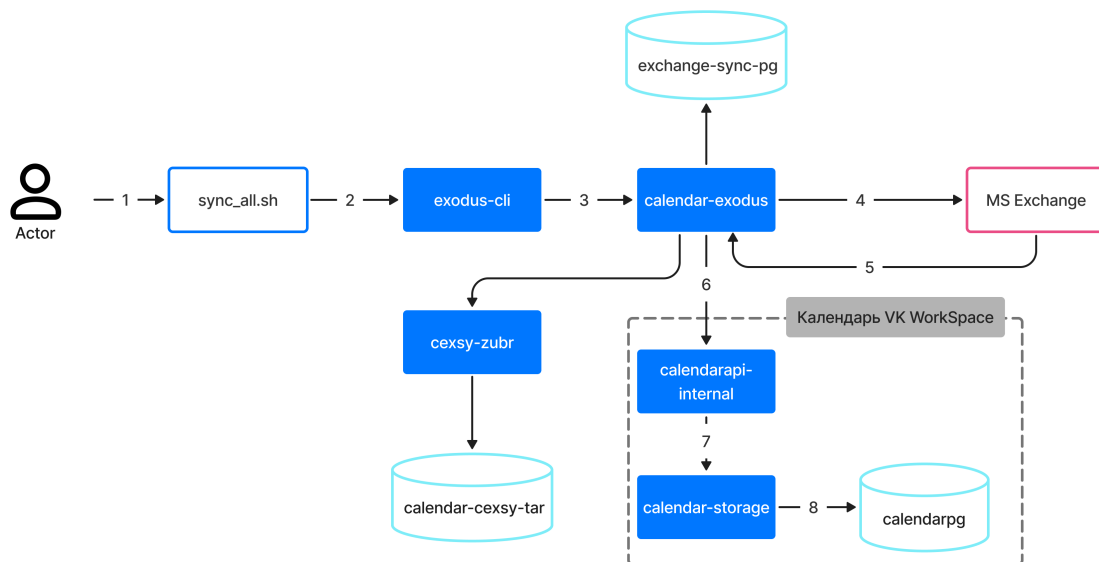 exchange-sync-pg
Actor
1
sync_all.sh
2
exodus-cli
3
calendar-exodus
4
MS Exchange
5
6
Календарь VK WorkSpace
cexsy-zubr
calendarapi-
internal
7
calendar-cexsy-tar
calendar-storage
8
calendarpg